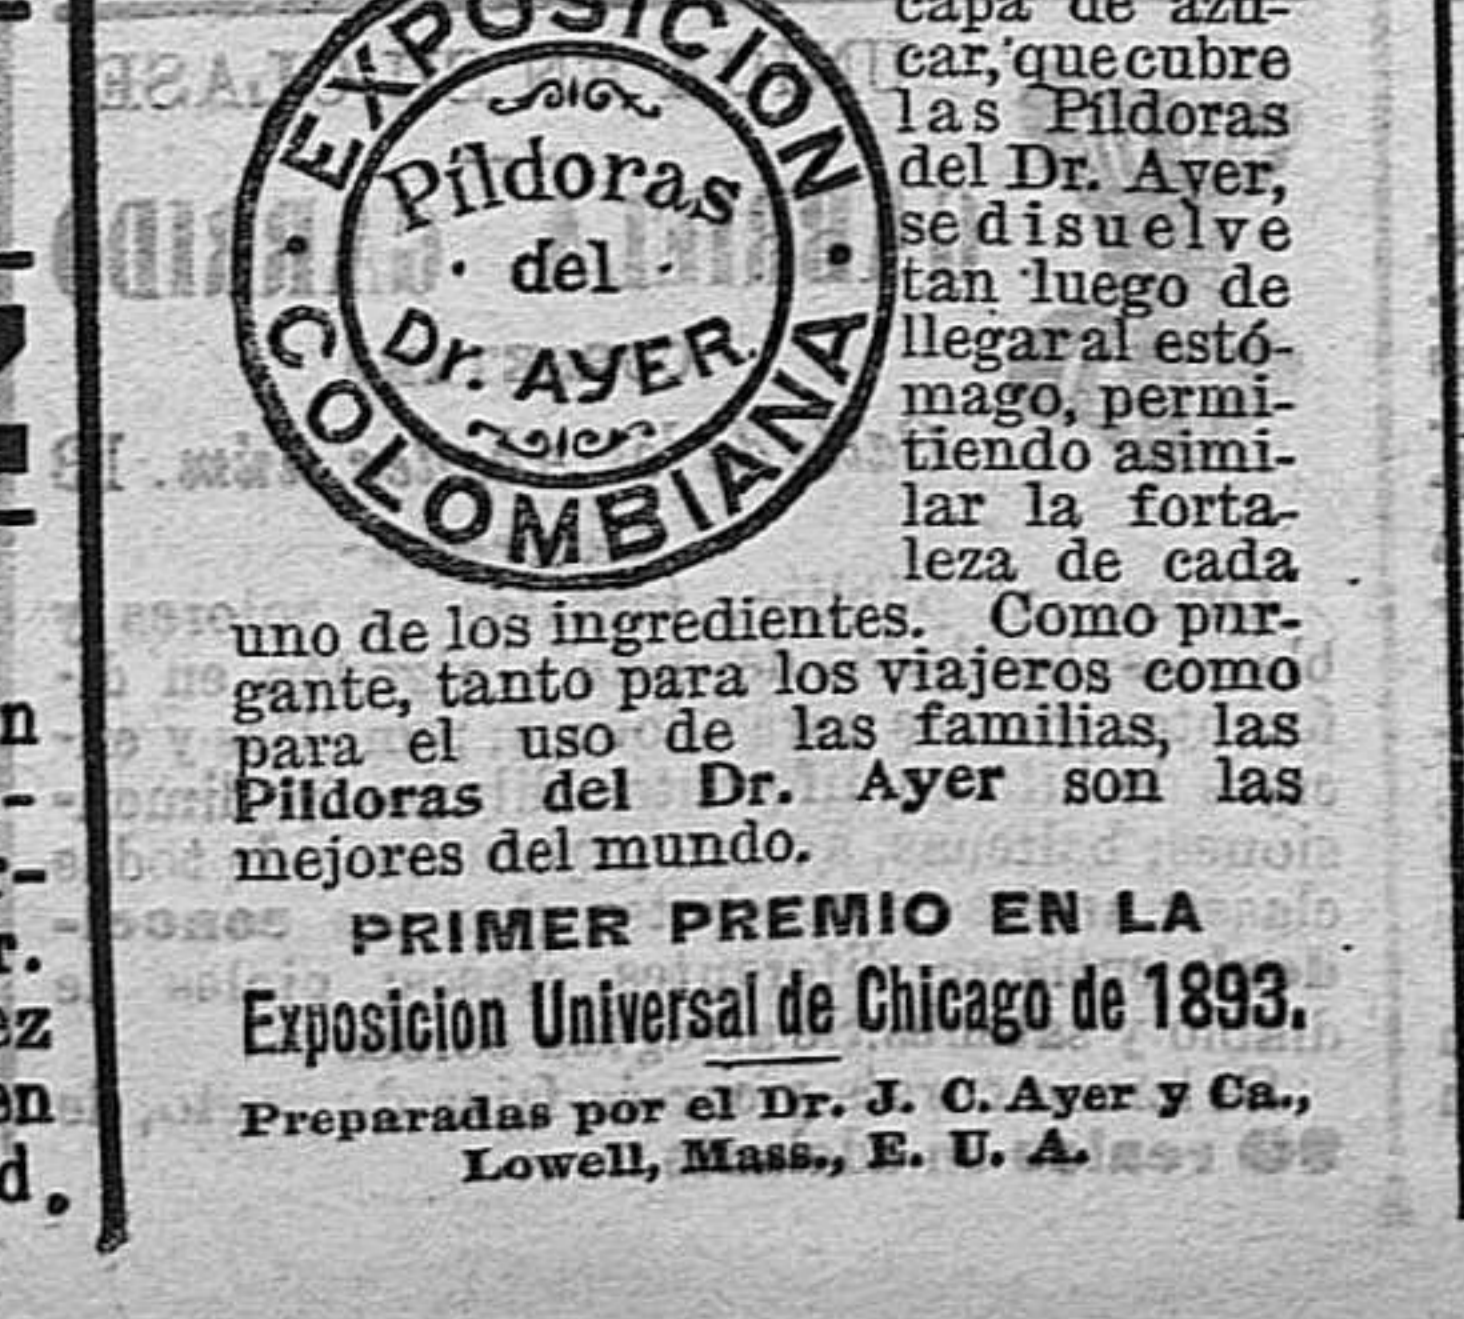 EXPOSICION
COLOMBIANA
Píldoras
del
Dr. AYER.
capa de azú-
car, que cubre
las Píldoras
del Dr. Ayer,
se disuelve
tan luego de
llegar al estó-
mago, permi-
tiendo asimi-
lar la forta-
leza de cada
uno de los ingredientes. Como pur-
gante, tanto para los viajeros como
para el uso de las familias, las
Píldoras del Dr. Ayer son las
mejores del mundo.
PRIMER PREMIO EN LA
Exposicion Universal de Chicago de 1893.
Preparadas por el Dr. J. C. Ayer y Ca.,
Lowell, Mass., E. U. A.